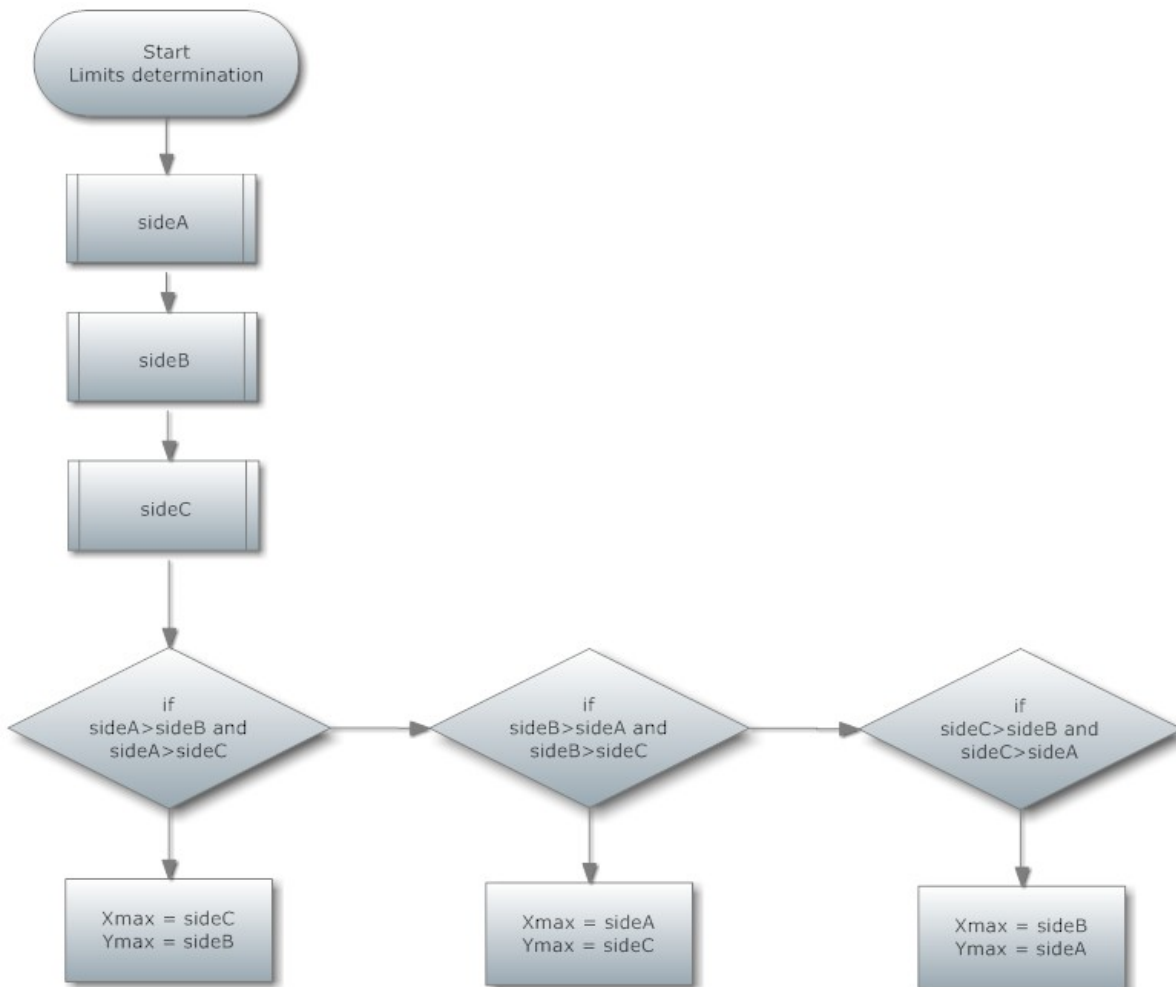 Start
Limits determination
sideA
sideB
sideC
if
sideA>sideB and
sideA>sideC
if
sideB>sideA and
sideB>sideC
if
sideC>sideB and
sideC>sideA
Xmax = sideC
Ymax = sideB
Xmax = sideA
Ymax = sideC
Xmax = sideB
Ymax = sideA